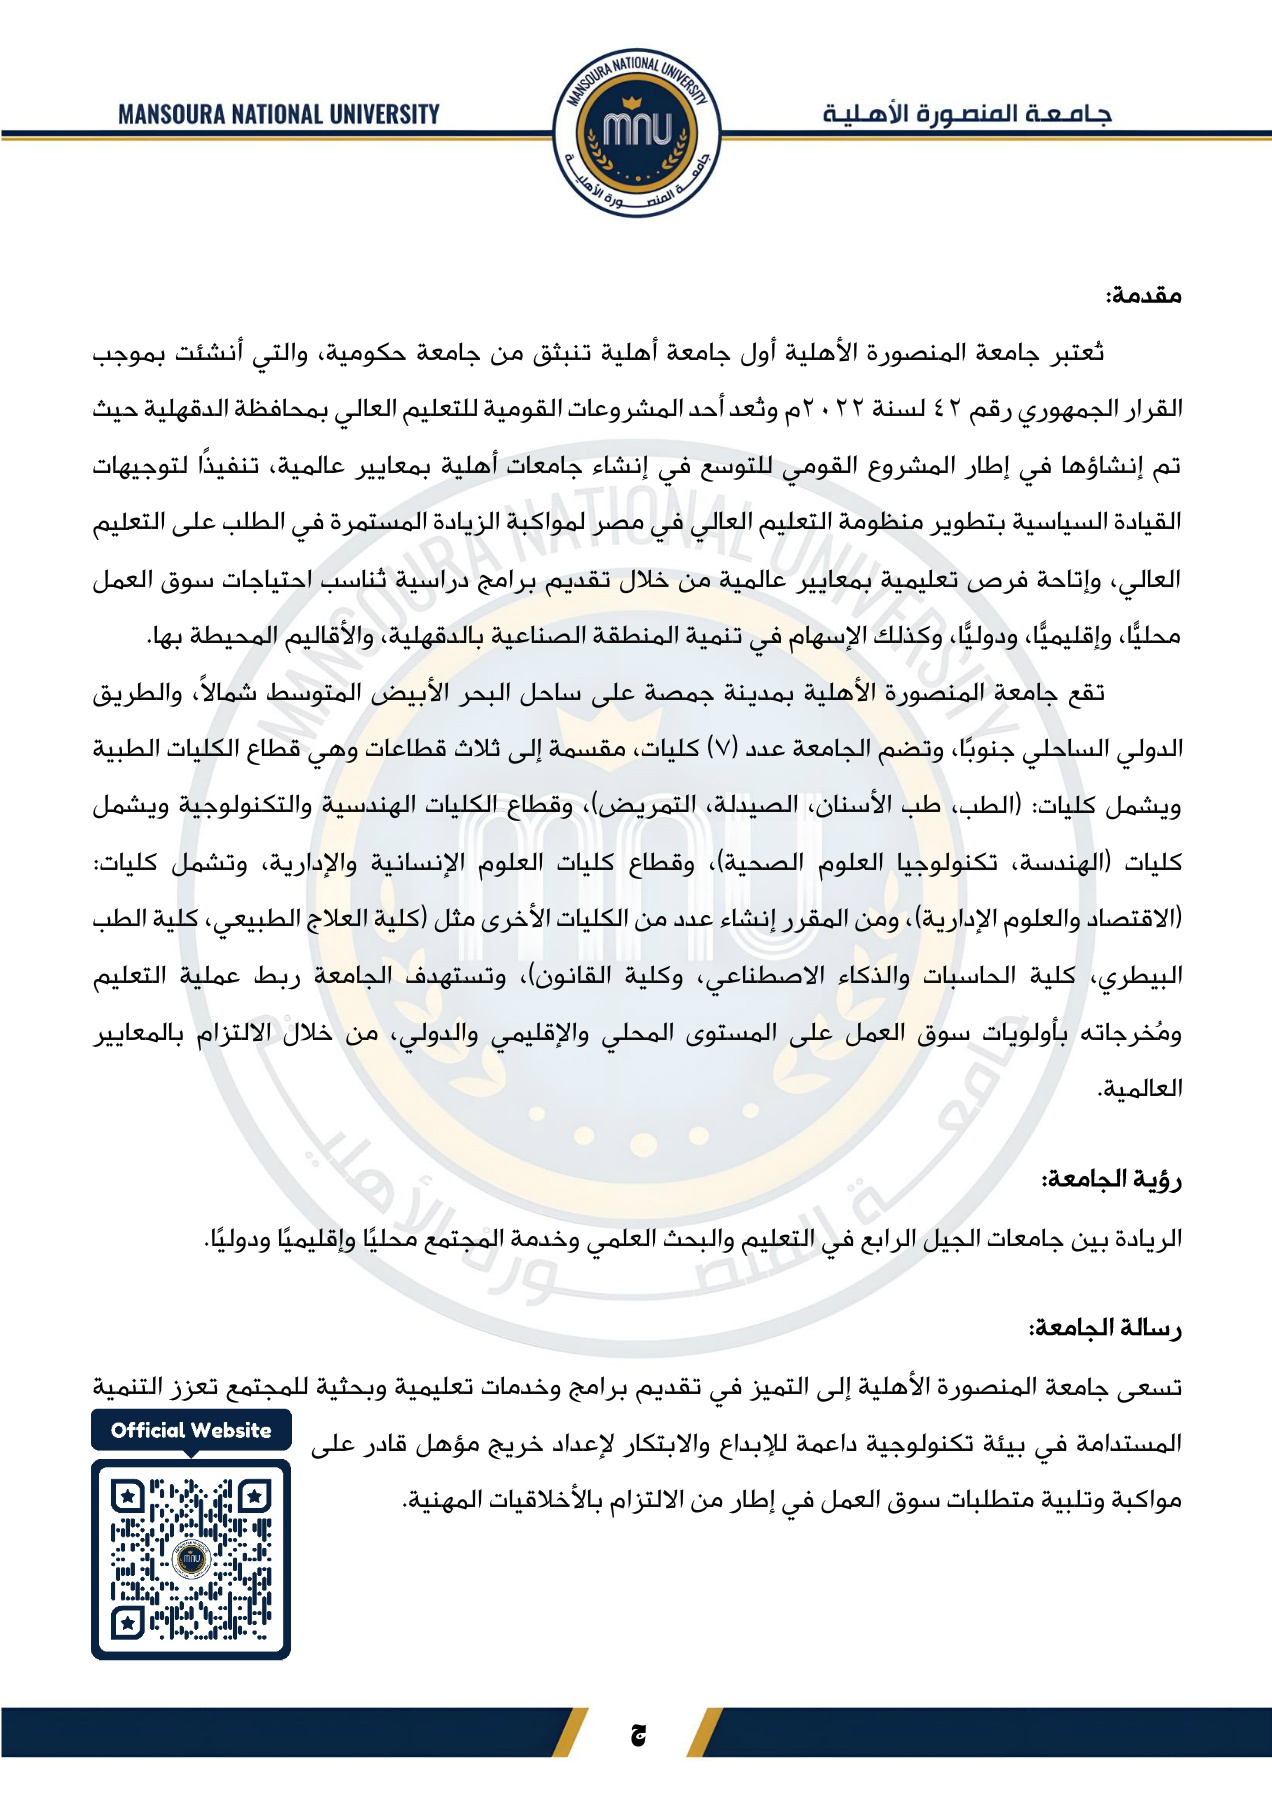 MANSOURA NATIONAL UNIVERSITY
جامعة المنصورة الأهلية
MANSOURA NATIONAL UNIVERSITY
mnu
جامعة المنصورة الأهلية
مقدمة:
تُعتبر جامعة المنصورة الأهلية أول جامعة أهلية تنبثق من جامعة حكومية، والتي أنشئت بموجب
القرار الجمهوري رقم ٤٢ لسنة ٢٠٢٢م وتُعد أحد المشروعات القومية للتعليم العالي بمحافظة الدقهلية حيث
تم إنشاؤها في إطار المشروع القومي للتوسع في إنشاء جامعات أهلية بمعايير عالمية، تنفيذًا لتوجيهات
القيادة السياسية بتطوير منظومة التعليم العالي في مصر لمواكبة الزيادة المستمرة في الطلب على التعليم
العالي، وإتاحة فرص تعليمية بمعايير عالمية من خلال تقديم برامج دراسية تُناسب احتياجات سوق العمل
محليًّا، وإقليميًّا، ودوليًّا، وكذلك الإسهام في تنمية المنطقة الصناعية بالدقهلية، والأقاليم المحيطة بها.
تقع جامعة المنصورة الأهلية بمدينة جمصة على ساحل البحر الأبيض المتوسط شمالاً، والطريق
الدولي الساحلي جنوبًا، وتضم الجامعة عدد (٧) كليات، مقسمة إلى ثلاث قطاعات وهي قطاع الكليات الطبية
ويشمل كليات: (الطب، طب الأسنان، الصيدلة، التمريض)، وقطاع الكليات الهندسية والتكنولوجية ويشمل
كليات (الهندسة، تكنولوجيا العلوم الصحية)، وقطاع كليات العلوم الإنسانية والإدارية، وتشمل كليات:
(الاقتصاد والعلوم الإدارية)، ومن المقرر إنشاء عدد من الكليات الأخرى مثل (كلية العلاج الطبيعي، كلية الطب
البيطري، كلية الحاسبات والذكاء الاصطناعي، وكلية القانون)، وتستهدف الجامعة ربط عملية التعليم
ومُخرجاته بأولويات سوق العمل على المستوى المحلي والإقليمي والدولي، من خلال الالتزام بالمعايير
العالمية.
رؤية الجامعة:
الريادة بين جامعات الجيل الرابع في التعليم والبحث العلمي وخدمة المجتمع محليًا وإقليميًا ودوليًا.
رسالة الجامعة:
تسعى جامعة المنصورة الأهلية إلى التميز في تقديم برامج وخدمات تعليمية وبحثية للمجتمع تعزز التنمية
المستدامة في بيئة تكنولوجية داعمة للإبداع والابتكار لإعداد خريج مؤهل قادر على
مواكبة وتلبية متطلبات سوق العمل في إطار من الالتزام بالأخلاقيات المهنية.
Official Website
mnu
ج